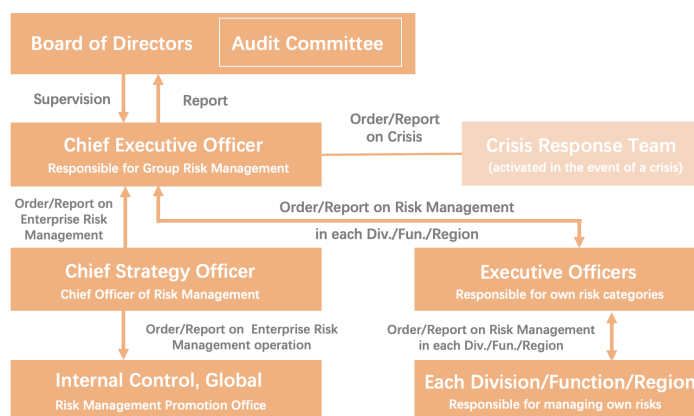 Board of Directors
Audit Committee
Supervision
Report
Chief Executive Officer
Responsible for Group Risk Management
Order/Report
on Crisis
Crisis Response Team
(activated in the event of a crisis)
Order/Report on
Enterprise Risk
Management
Order/Report on Risk Management
in each Div./Fun./Region
Chief Strategy Officer
Chief Officer of Risk Management
Executive Officers
Responsible for own risk categories
Order/Report on Enterprise Risk
Management operation
Order/Report on Risk Management
in each Div./Fun./Region
Internal Control, Global
Risk Management Promotion Office
Each Division/Function/Region
Responsible for managing own risks